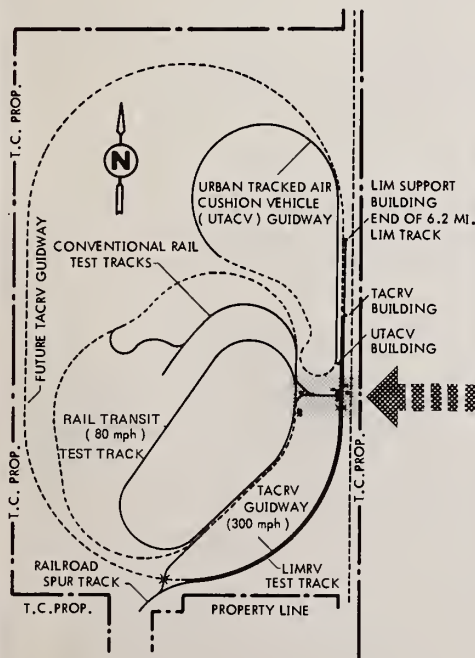 T.C. PROP.
N
URBAN TRACKED AIR
CUSHION VEHICLE
(UTACV) GUIDWAY
LIM SUPPORT
BUILDING
END OF 6.2 MI.
LIM TRACK
CONVENTIONAL RAIL
TEST TRACKS
TACRV
BUILDING
UTACV
BUILDING
FUTURE TACRV GUIDWAY
RAIL TRANSIT
(80 mph)
TEST TRACK
T.C. PROP.
T.C.PROP.
TACRV
GUIDWAY
(300 mph)
LIMRV
TEST TRACK
RAILROAD
SPUR TRACK
T.C.PROP.
PROPERTY LINE